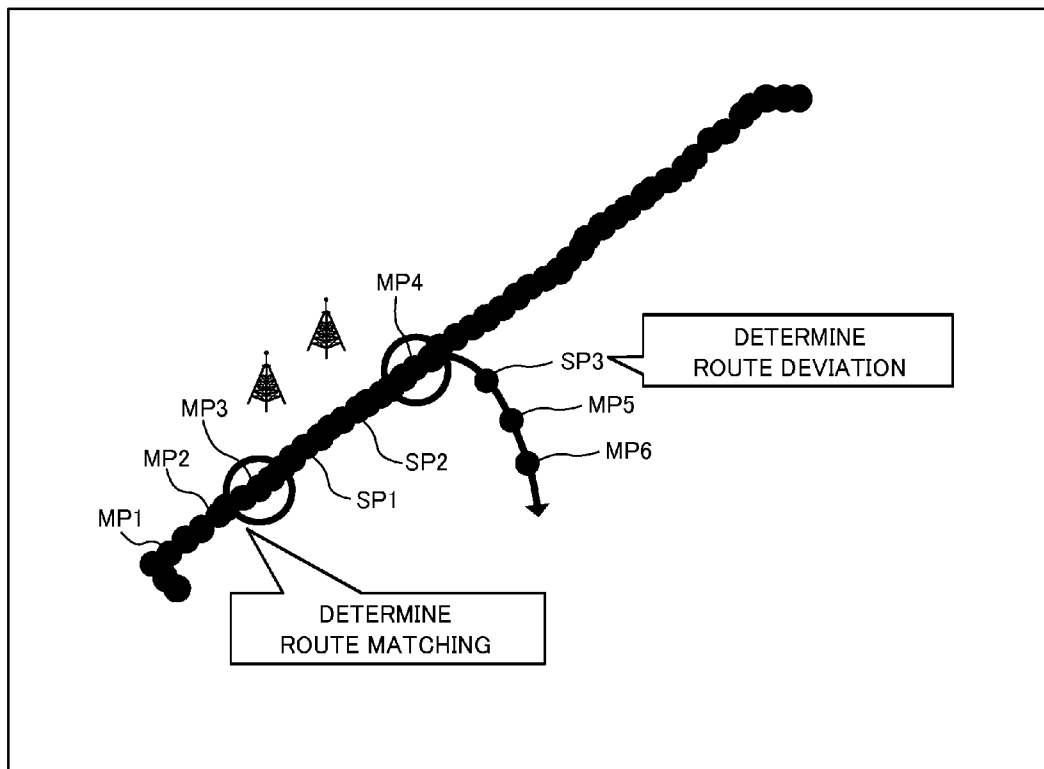 MP4
DETERMINE
ROUTE DEVIATION
SP3
MP3
MP5
MP2
SP2
MP6
SP1
MP1
DETERMINE
ROUTE MATCHING